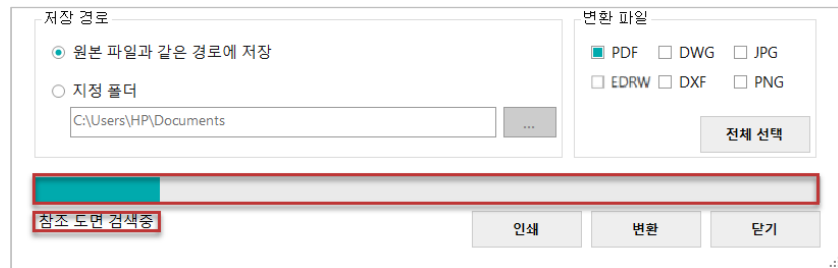 저장 경로
원본 파일과 같은 경로에 저장
지정 폴더
C:\Users\HP\Documents
...
변환 파일
PDF DWG JPG
EDRW DXF PNG
전체 선택
참조 도면 검색중
인쇄 변환 닫기